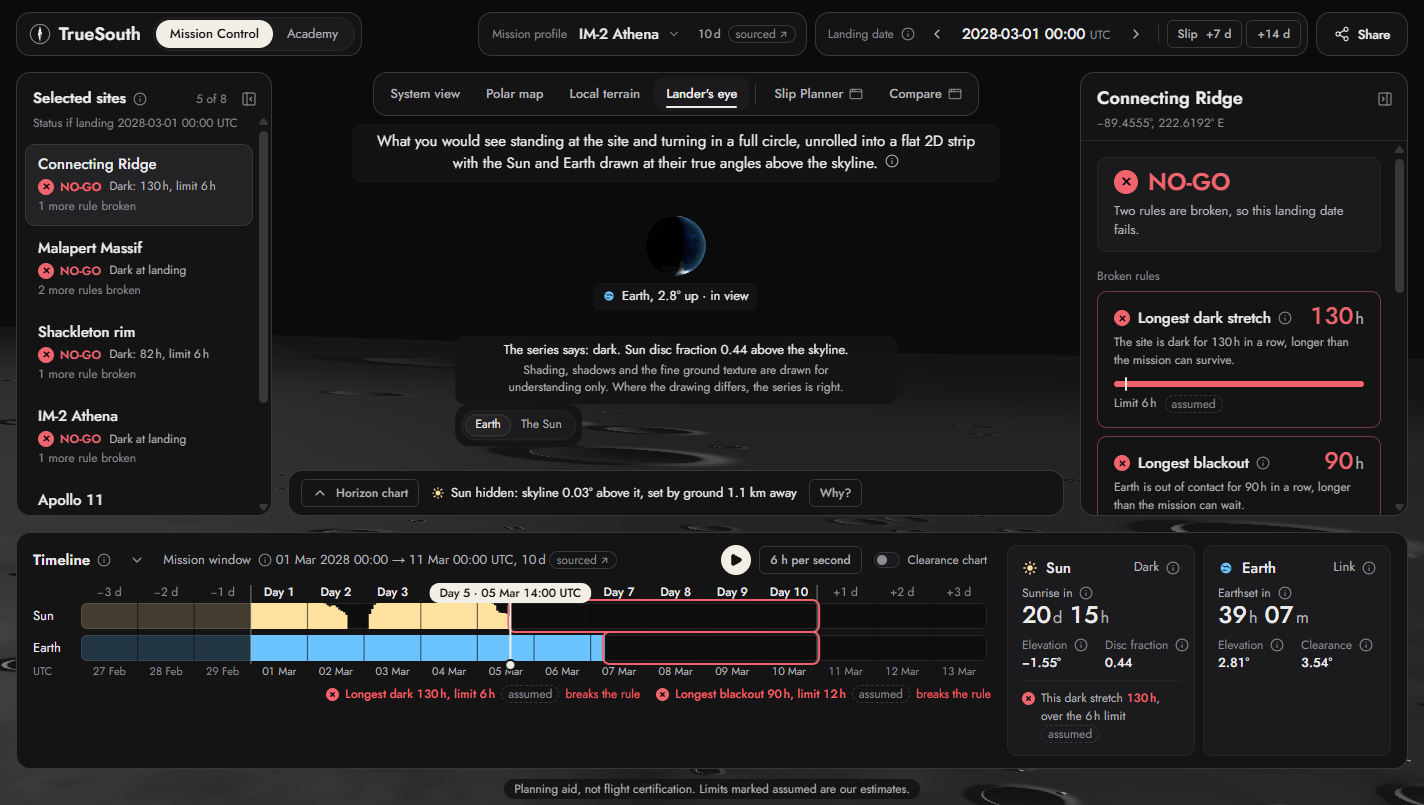 TrueSouth
Mission Control
Academy
Mission profile IM-2 Athena 10 d sourced ↗
Landing date 2028-03-01 00:00 UTC
Slip +7 d +14 d
Share
Selected sites 5 of 8
Status if landing 2028-03-01 00:00 UTC
Connecting Ridge
NO-GO Dark: 130 h, limit 6 h
1 more rule broken
Malapert Massif
NO-GO Dark at landing
2 more rules broken
Shackleton rim
NO-GO Dark: 82 h, limit 6 h
1 more rule broken
IM-2 Athena
NO-GO Dark at landing
1 more rule broken
Apollo 11
System view Polar map Local terrain Lander's eye Slip Planner Compare
What you would see standing at the site and turning in a full circle, unrolled into a flat 2D strip
with the Sun and Earth drawn at their true angles above the skyline.
Earth, 2.8° up · in view
The series says: dark. Sun disc fraction 0.44 above the skyline.
Shading, shadows and the fine ground texture are drawn for
understanding only. Where the drawing differs, the series is right.
Earth The Sun
Horizon chart Sun hidden: skyline 0.03° above it, set by ground 1.1 km away Why?
Connecting Ridge
−89.4555°, 222.6192° E
NO-GO
Two rules are broken, so this landing date
fails.
Broken rules
Longest dark stretch 130 h
The site is dark for 130 h in a row, longer than
the mission can survive.
Limit 6 h assumed
Longest blackout 90 h
Earth is out of contact for 90 h in a row, longer
than the mission can wait.
Timeline Mission window 01 Mar 2028 00:00 → 11 Mar 00:00 UTC, 10 d sourced ↗
6 h per second Clearance chart
−3 d −2 d −1 d Day 1 Day 2 Day 3 Day 5 · 05 Mar 14:00 UTC Day 7 Day 8 Day 9 Day 10 +1 d +2 d +3 d
Sun
Earth
UTC 27 Feb 28 Feb 29 Feb 01 Mar 02 Mar 03 Mar 04 Mar 05 Mar 06 Mar 07 Mar 08 Mar 09 Mar 10 Mar 11 Mar 12 Mar 13 Mar
Longest dark 130 h, limit 6 h assumed breaks the rule Longest blackout 90 h, limit 12 h assumed breaks the rule
Sun Dark
Sunrise in
20 d 15 h
Elevation Disc fraction
−1.55° 0.44
This dark stretch 130 h,
over the 6 h limit
assumed
Earth Link
Earthset in
39 h 07 m
Elevation Clearance
2.81° 3.54°
Planning aid, not flight certification. Limits marked assumed are our estimates.